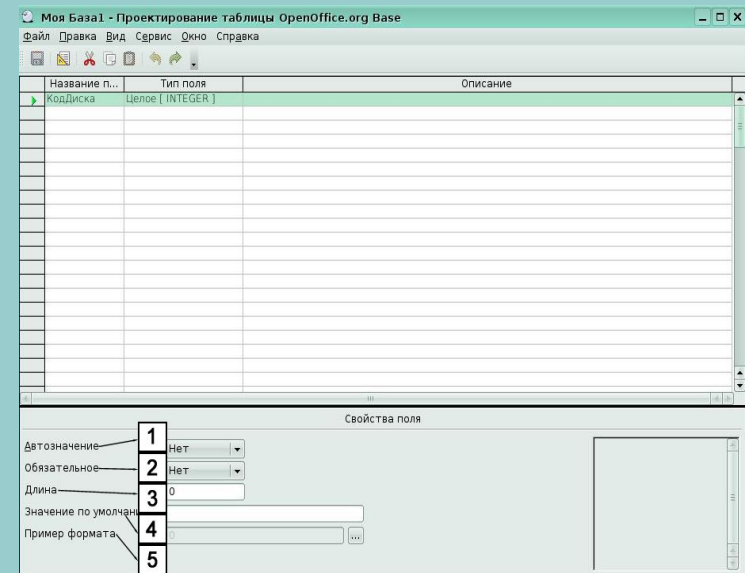 Моя База1 - Проектирование таблицы OpenOffice.org Base
Файл Правка Вид Сервис Окно Справка
Название п... Тип поля Описание
КодДиска Целое [ INTEGER ]
Свойства поля
Автозначение 1 Нет
Обязательное 2 Нет
Длина 3 0
Значение по умолчани 4
Пример формата 5 0 ...